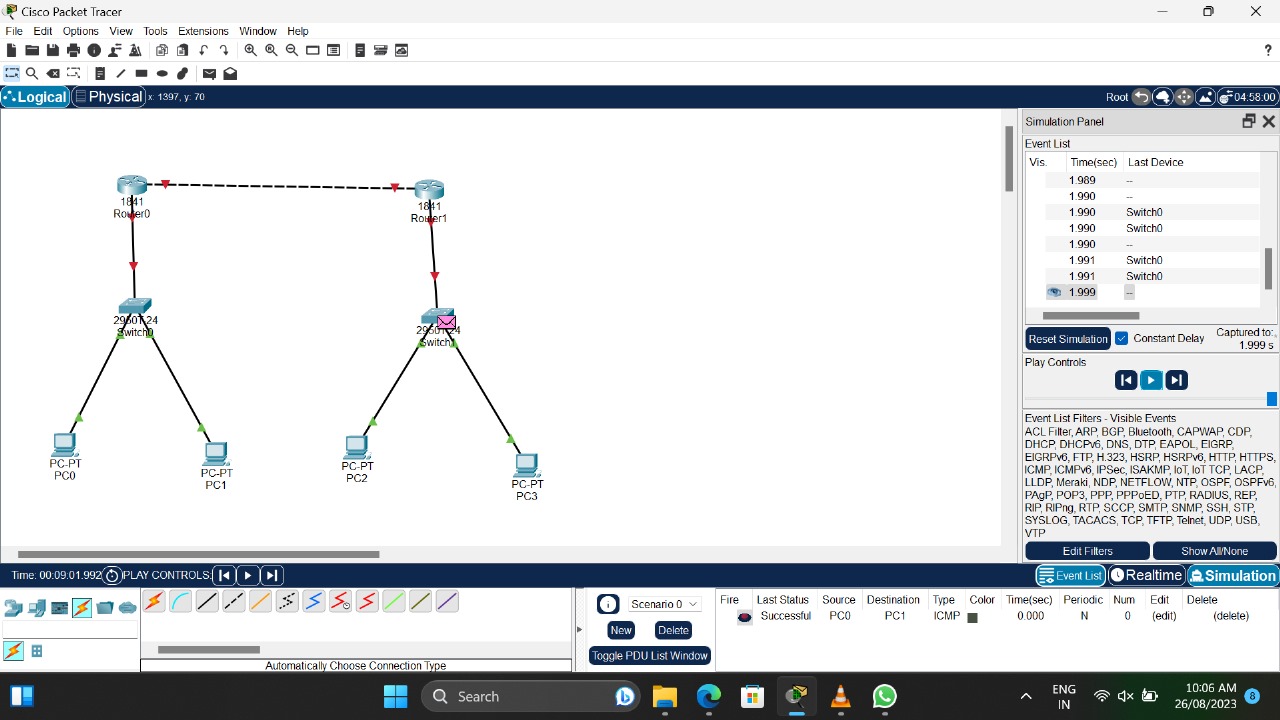 Cisco Packet Tracer
File Edit Options View Tools Extensions Window Help
?
Logical Physical x: 1397, y: 70
Root 04:58:00
Simulation Panel
Event List
Vis. Time(sec) Last Device
1.989 --
1.990 --
1.990 Switch0
1.990 Switch0
1.990 --
1.991 Switch0
1.991 Switch0
1.999 --
Reset Simulation Constant Delay Captured to:
1.999 s
Play Controls
Event List Filters - Visible Events
ACL Filter, ARP, BGP, Bluetooth, CAPWAP, CDP,
DHCP, DHCPv6, DNS, DTP, EAPOL, EIGRP,
EIGRPv6, FTP, H.323, HSRP, HSRPv6, HTTP, HTTPS,
ICMP, ICMPv6, IPSec, ISAKMP, IoT, IoT TCP, LACP,
LLDP, Meraki, NDP, NETFLOW, NTP, OSPF, OSPFv6,
PAgP, POP3, PPP, PPPoED, PTP, RADIUS, REP,
RIP, RIPng, RTP, SCCP, SMTP, SNMP, SSH, STP,
SYSLOG, TACACS, TCP, TFTP, Telnet, UDP, USB,
VTP
Edit Filters Show All/None
1841
Router0
1841
Router1
2960T-24
Switch0
PC-PT
PC0
PC-PT
PC1
PC-PT
PC2
PC-PT
PC3
Time: 00:09:01.992 PLAY CONTROLS:
Event List Realtime Simulation
Scenario 0
New Delete
Toggle PDU List Window
Fire Last Status Source Destination Type Color Time(sec) Periodic Num Edit Delete
Successful PC0 PC1 ICMP 0.000 N 0 (edit) (delete)
Automatically Choose Connection Type
Search
ENG
IN
10:06 AM
26/08/2023
8